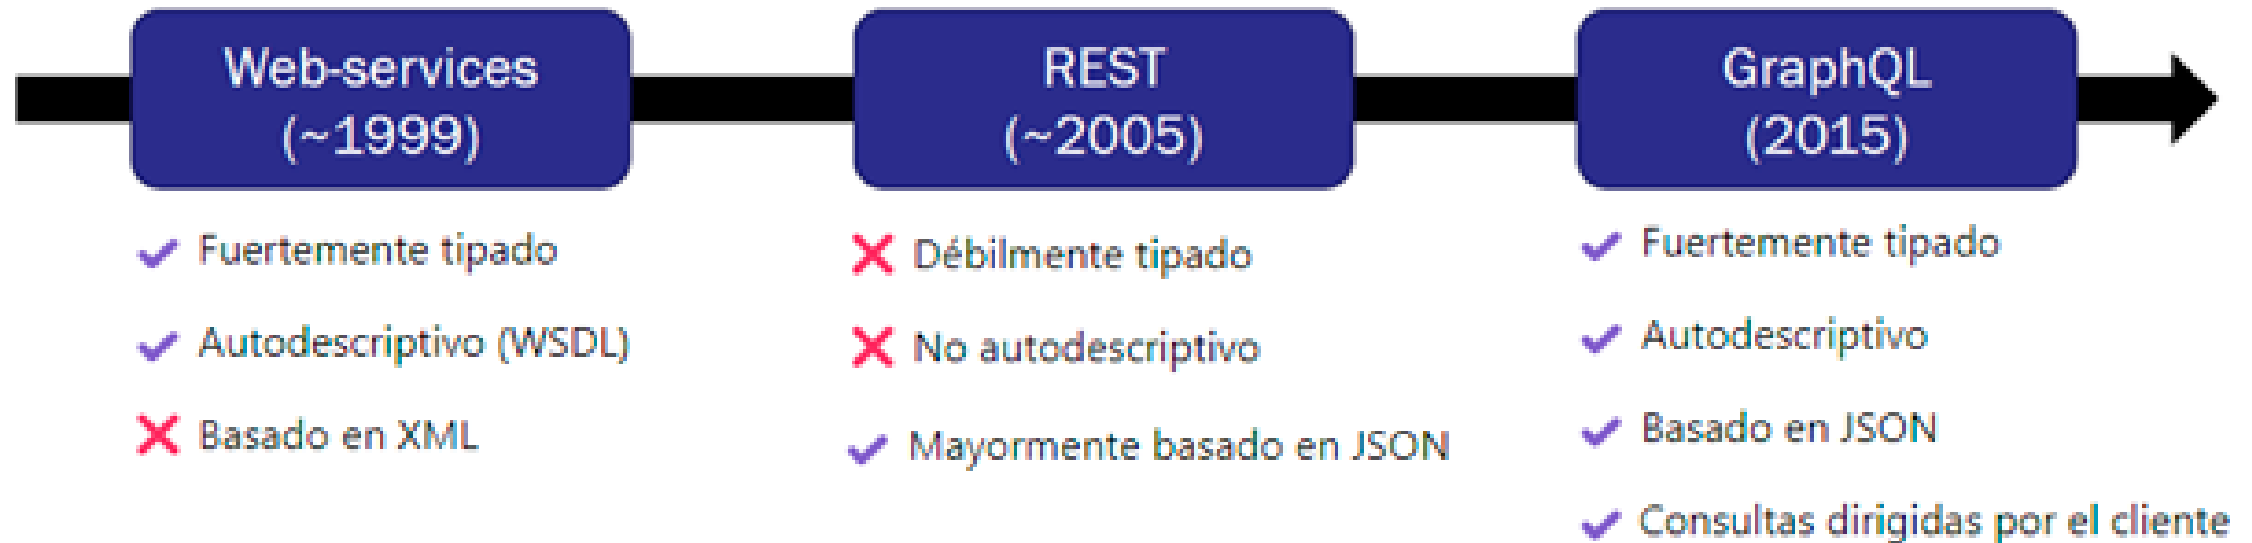 Web-services
(~1999)
Fuertemente tipado
Autodescriptivo (WSDL)
Basado en XML
REST
(~2005)
Débilmente tipado
No autodescriptivo
Mayormente basado en JSON
GraphQL
(2015)
Fuertemente tipado
Autodescriptivo
Basado en JSON
Consultas dirigidas por el cliente